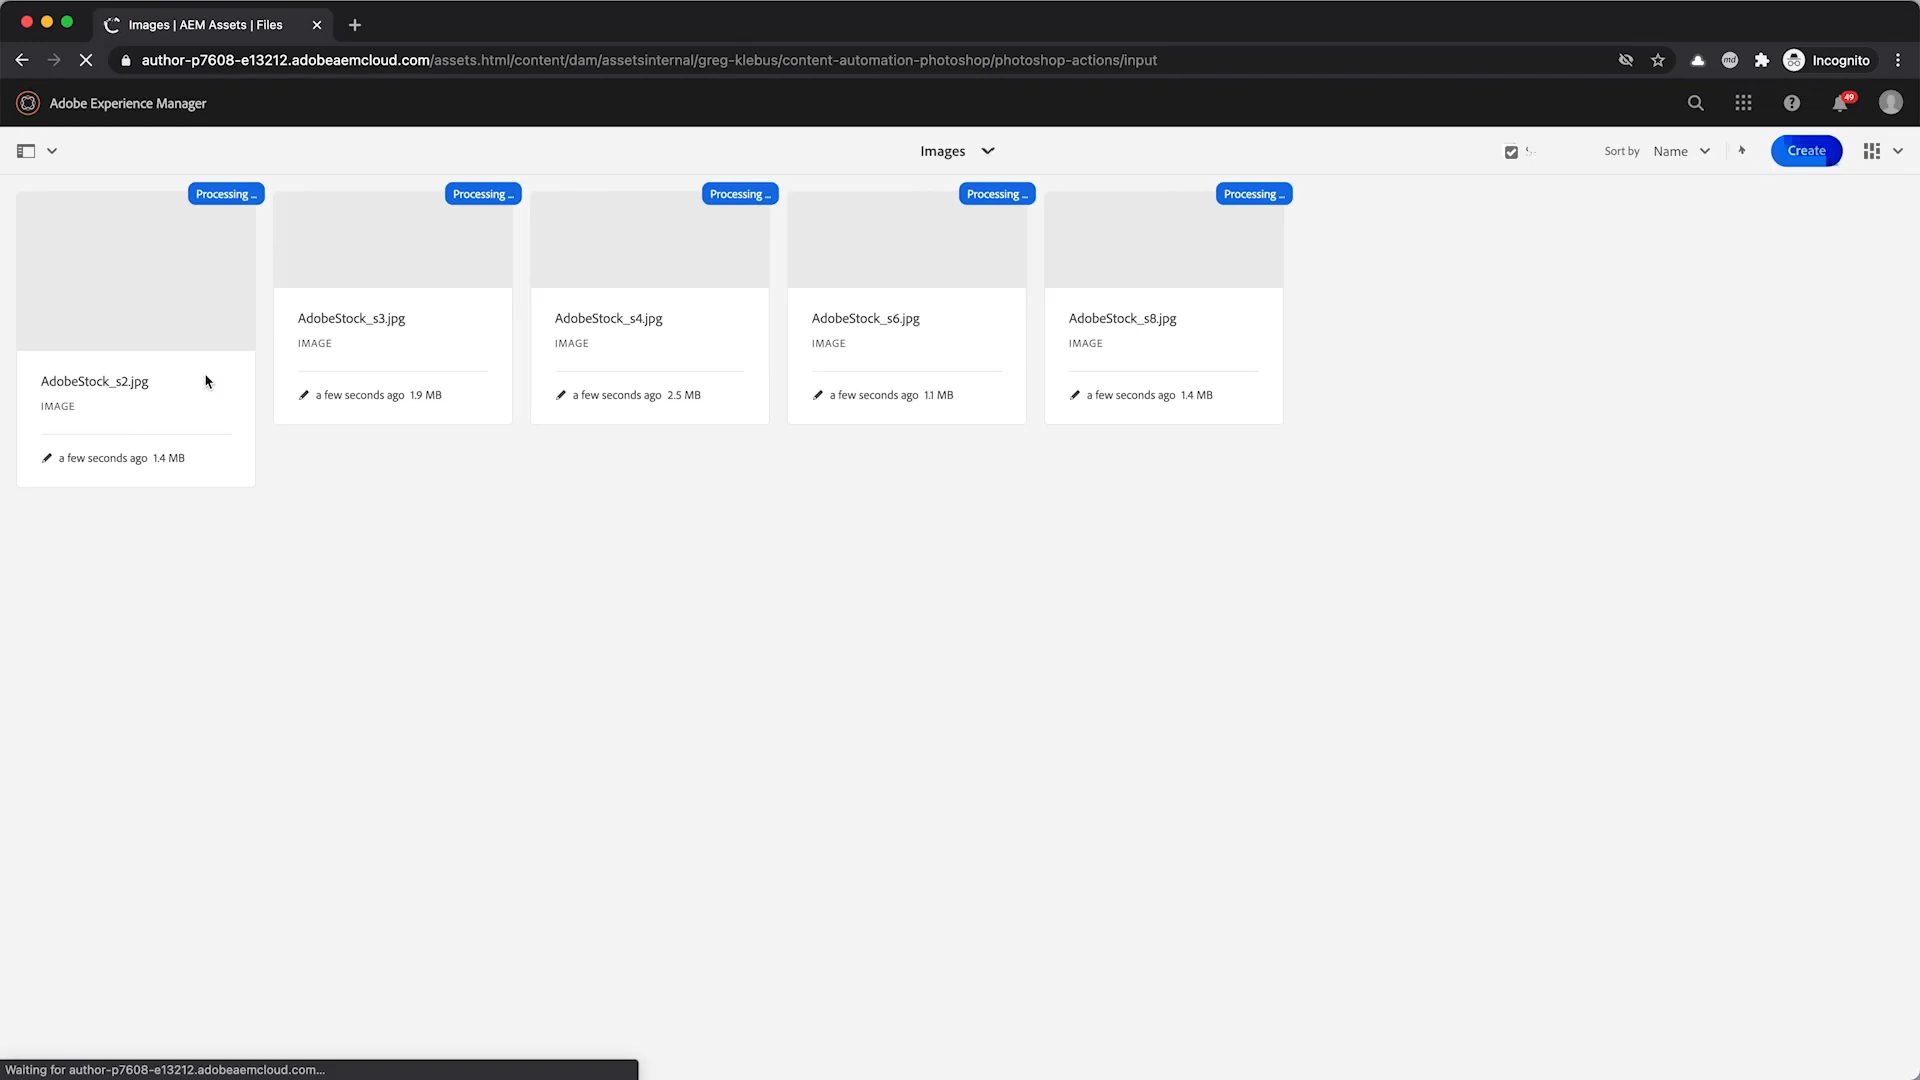 Images | AEM Assets | Files
author-p7608-e13212.adobeaemcloud.com/assets.html/content/dam/assetsinternal/greg-klebus/content-automation-photoshop/photoshop-actions/input
md
Incognito
Adobe Experience Manager
49
Images
Sort by Name
Create
Processing ...
Processing ...
Processing ...
Processing ...
Processing ...
AdobeStock_s2.jpg
IMAGE
a few seconds ago 1.4 MB
AdobeStock_s3.jpg
IMAGE
a few seconds ago 1.9 MB
AdobeStock_s4.jpg
IMAGE
a few seconds ago 2.5 MB
AdobeStock_s6.jpg
IMAGE
a few seconds ago 1.1 MB
AdobeStock_s8.jpg
IMAGE
a few seconds ago 1.4 MB
Waiting for author-p7608-e13212.adobeaemcloud.com...